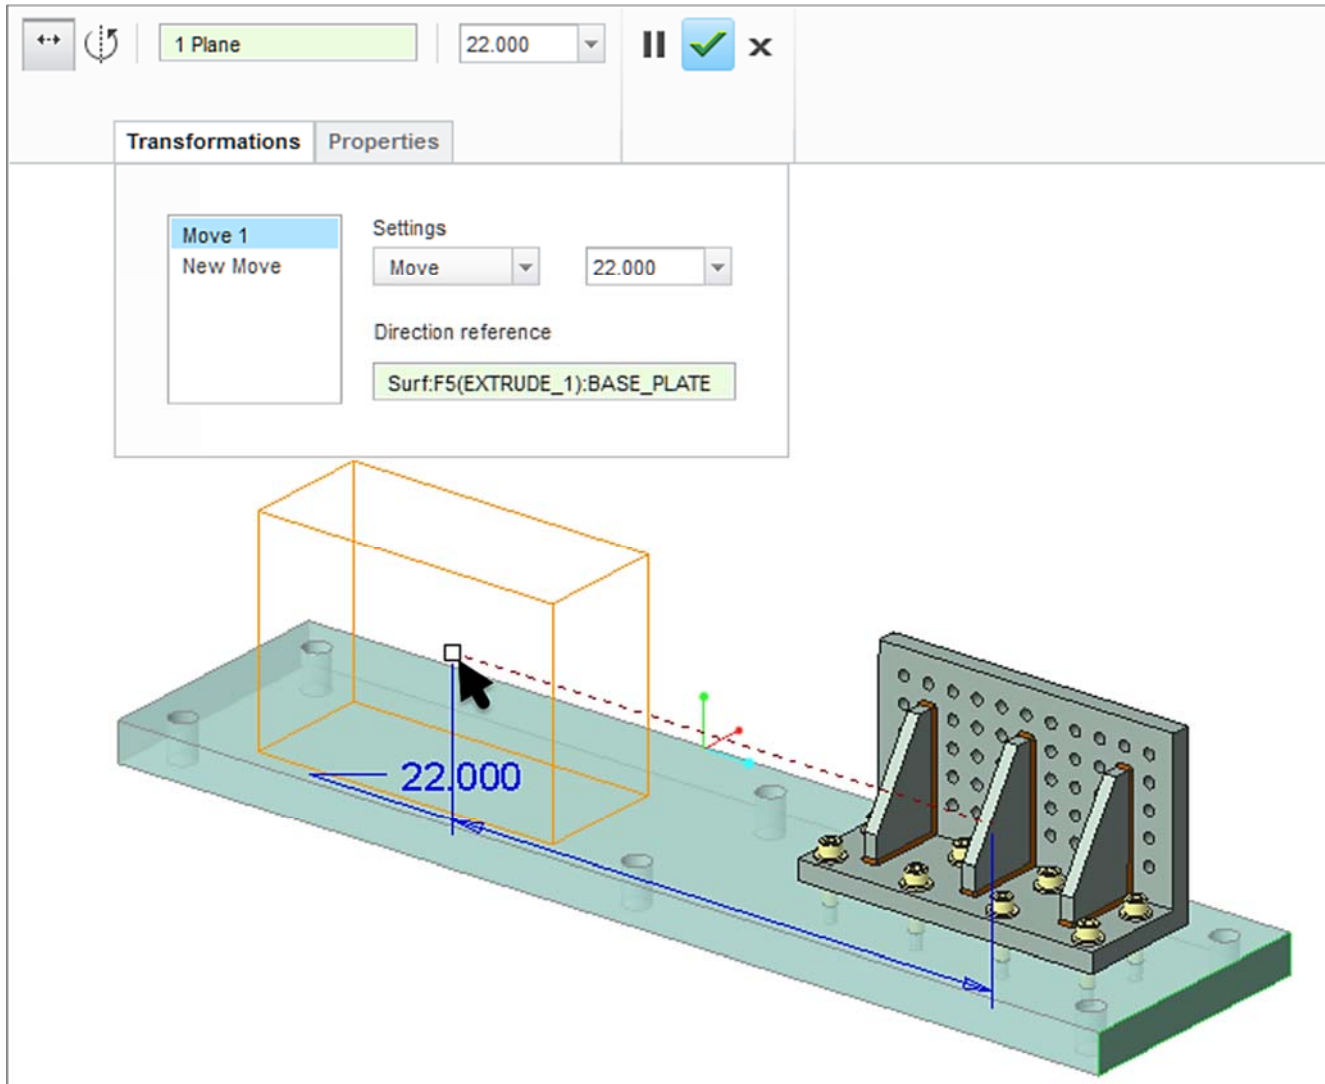 1 Plane
22.000
Transformations
Properties
Move 1
New Move
Settings
Move
22.000
Direction reference
Surf:F5(EXTRUDE_1):BASE_PLATE
22.000